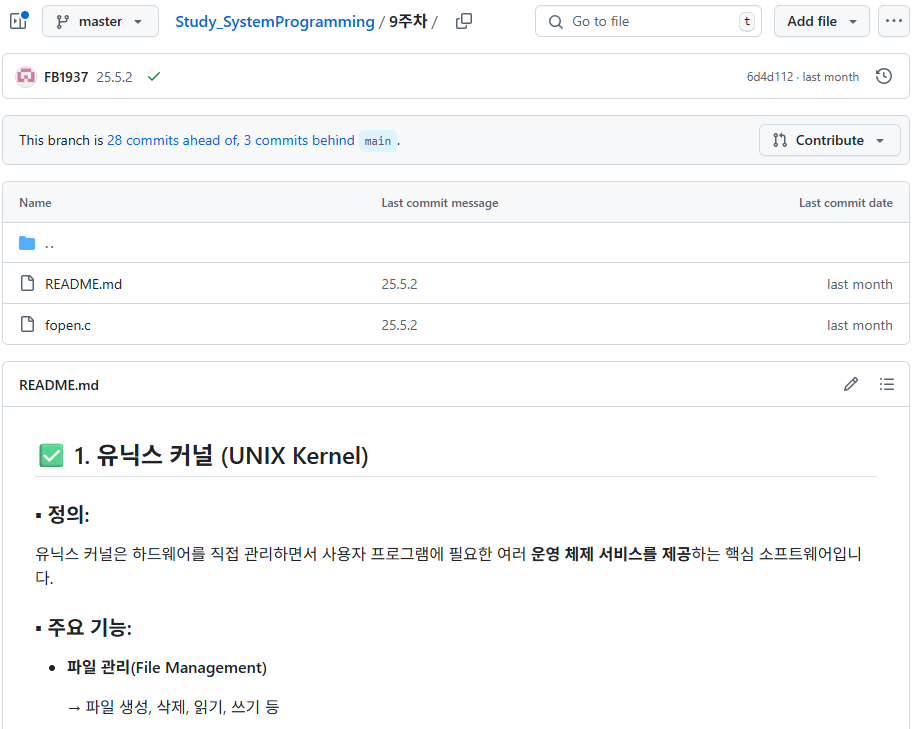 master
Study_SystemProgramming / 9주차 /
Go to file
t
Add file
FB1937 25.5.2
6d4d112 · last month
This branch is 28 commits ahead of, 3 commits behind main .
Contribute
Name Last commit message Last commit date
..
README.md 25.5.2 last month
fopen.c 25.5.2 last month
README.md
✅ 1. 유닉스 커널 (UNIX Kernel)
▪ 정의:
유닉스 커널은 하드웨어를 직접 관리하면서 사용자 프로그램에 필요한 여러 운영 체제 서비스를 제공하는 핵심 소프트웨어입니
다.
▪ 주요 기능:
• 파일 관리(File Management)
→ 파일 생성, 삭제, 읽기, 쓰기 등